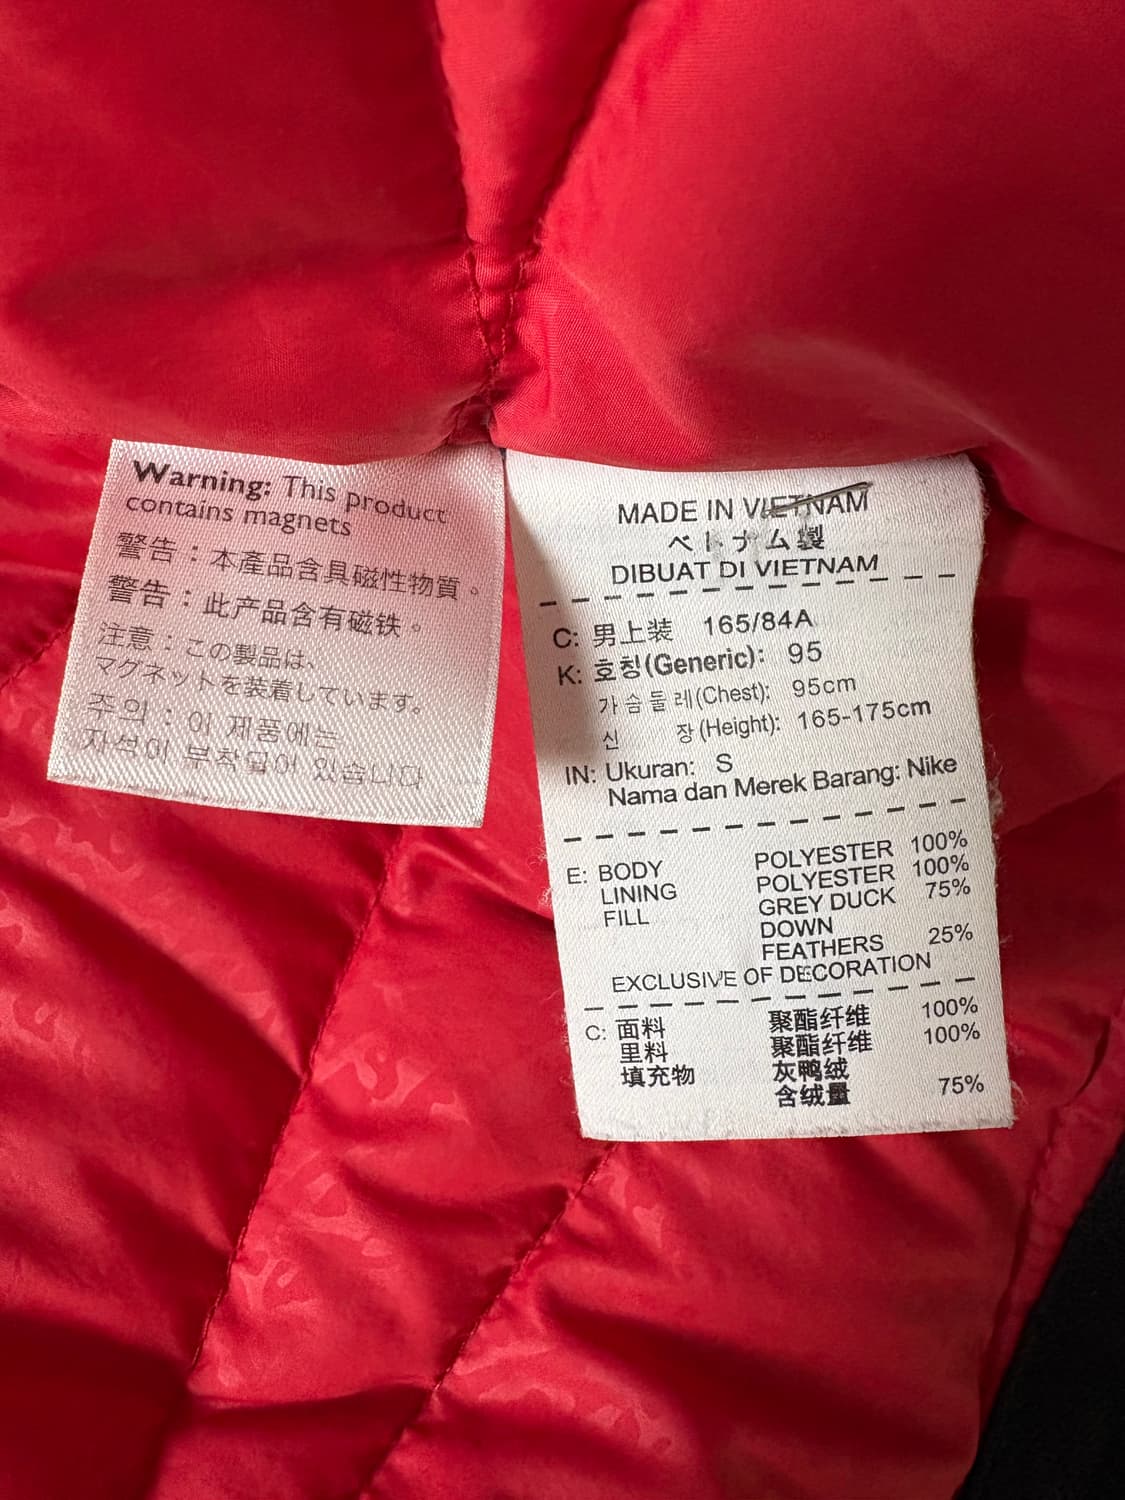 Warning: This product
contains magnets
警告：本產品含具磁性物質。
警告：此产品含有磁铁。
注意：この製品は、
マグネットを装着しています。
주의 : 이 제품에는
자석이 부착되어 있습니다
MADE IN VIETNAM
ベトナム製
DIBUAT DI VIETNAM
C: 男上装 165/84A
K: 호칭(Generic): 95
가슴둘레(Chest): 95cm
신 장(Height): 165-175cm
IN: Ukuran: S
Nama dan Merek Barang: Nike
E: BODY POLYESTER 100%
LINING POLYESTER 100%
FILL GREY DUCK 75%
DOWN
FEATHERS 25%
EXCLUSIVE OF DECORATION
C: 面料 聚酯纤维 100%
里料 聚酯纤维 100%
填充物 灰鸭绒
含绒量 75%